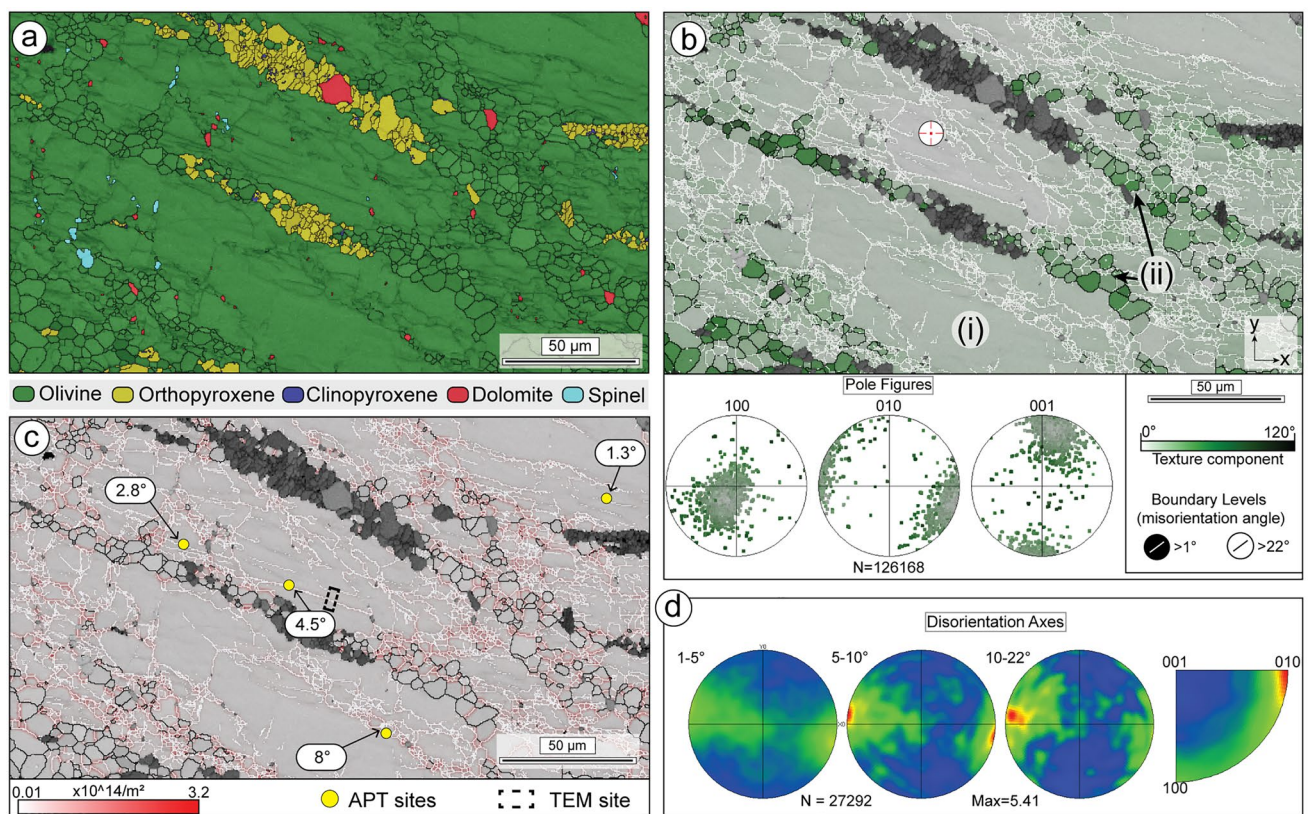 a
50 µm
Olivine Orthopyroxene Clinopyroxene Dolomite Spinel
b
(ii)
(i)
y
x
Pole Figures
100 010 001
N=126168
50 µm
0° 120°
Texture component
Boundary Levels
(misorientation angle)
>1° >22°
c
1.3°
2.8°
4.5°
8°
50 µm
0.01 x10^14/m² 3.2
APT sites TEM site
d
Disorientation Axes
1-5° 5-10° 10-22° 001 010
Y0
X0
100
N = 27292 Max=5.41